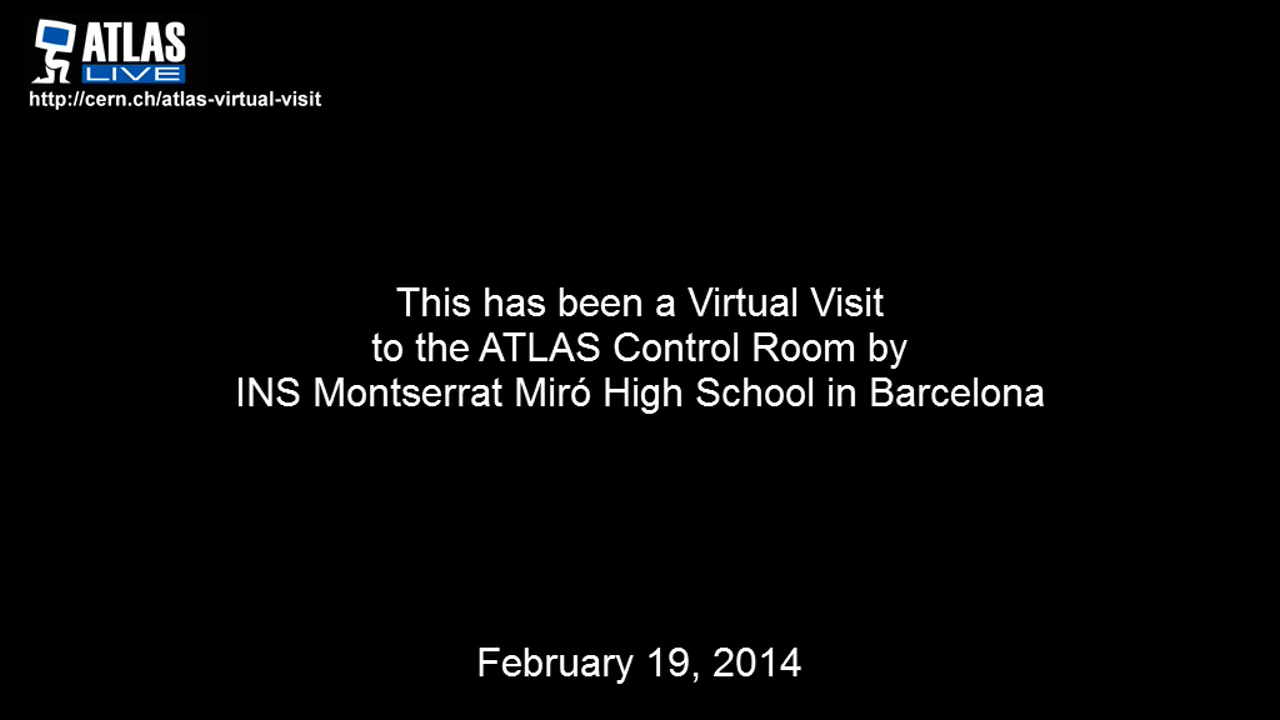 ATLAS
LIVE
http://cern.ch/atlas-virtual-visit
This has been a Virtual Visit
to the ATLAS Control Room by
INS Montserrat Miró High School in Barcelona
February 19, 2014